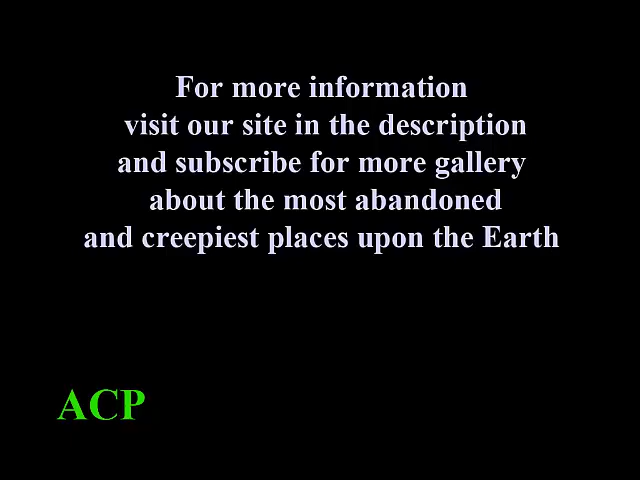 For more information
visit our site in the description
and subscribe for more gallery
about the most abandoned
and creepiest places upon the Earth
ACP